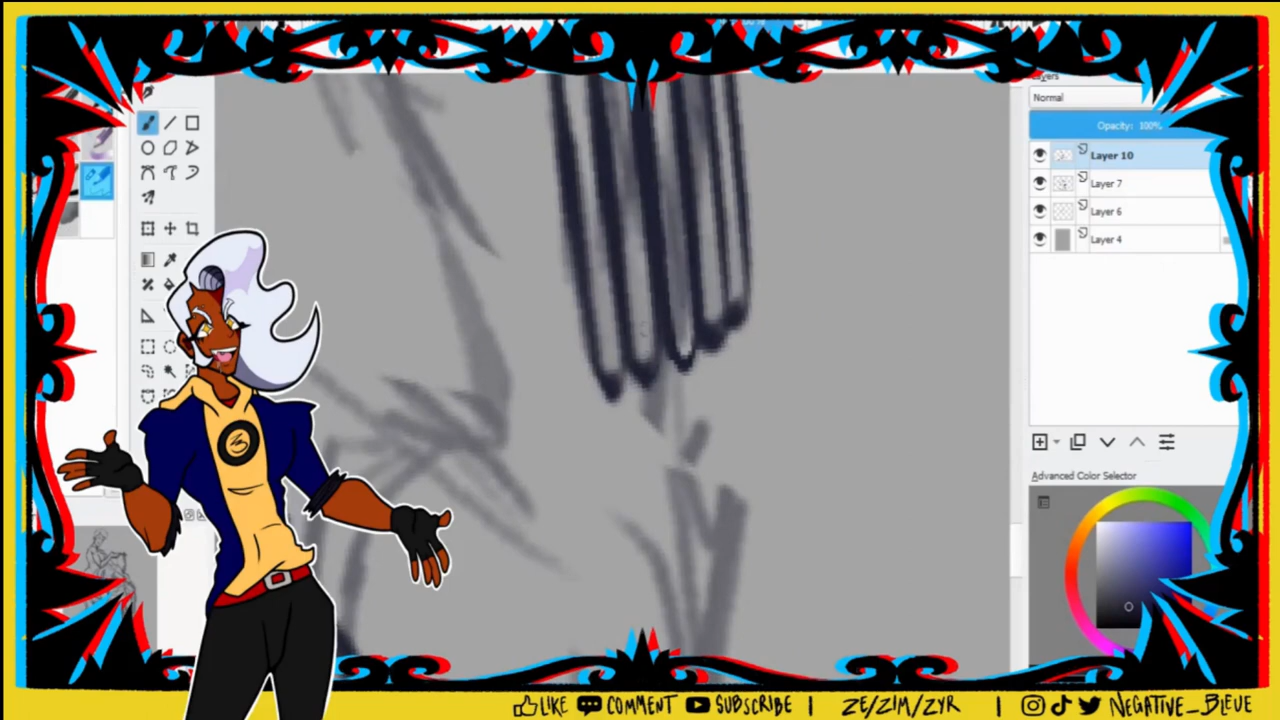 Layers
Normal
Opacity: 100%
Layer 10
Layer 7
Layer 6
Layer 4
Advanced Color Selector
LIKE COMMENT SUBSCRIBE | ZE/ZIM/ZYR | NEGATIVE_BLEUE